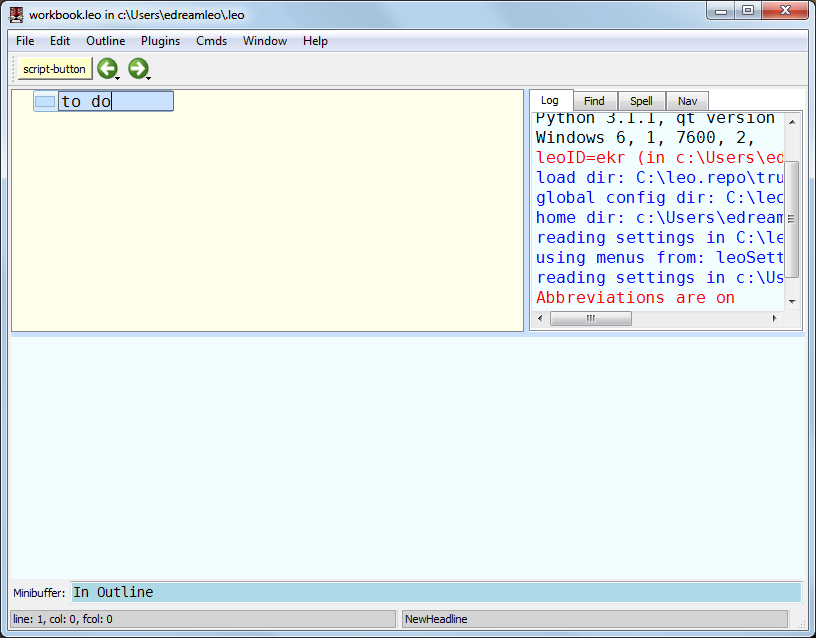 workbook.leo in c:\Users\edreamleo\.leo
File Edit Outline Plugins Cmds Window Help
script-button
to do
Log Find Spell Nav
Python 3.1.1, qt version
Windows 6, 1, 7600, 2,
leoID=ekr (in c:\Users\ed
load dir: C:\leo.repo\tru
global config dir: C:\leo
home dir: c:\Users\edream
reading settings in C:\le
using menus from: leoSett
reading settings in c:\Us
Abbreviations are on
Minibuffer: In Outline
line: 1, col: 0, fcol: 0
NewHeadline